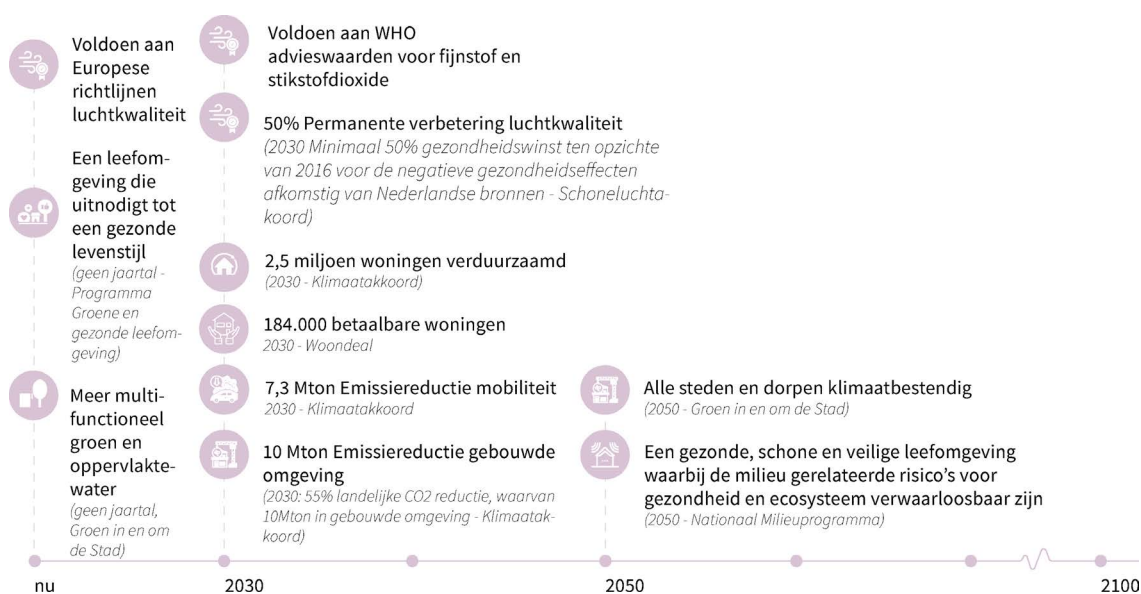 Voldoen aan
Europese
richtlijnen
luchtkwaliteit
Een leefom-
geving die
uitnodigt tot
een gezonde
levenstijl
(geen jaartal -
Programma
Groene en
gezonde leefom-
geving)
Meer multi-
functioneel
groen en
oppervlakte-
water
(geen jaartal,
Groen in en om
de Stad)
Voldoen aan WHO
advieswaarden voor fijnstof en
stikstofdioxide
50% Permanente verbetering luchtkwaliteit
(2030 Minimaal 50% gezondheidswinst ten opzichte
van 2016 voor de negatieve gezondheidseffecten
afkomstig van Nederlandse bronnen - Schoneluchta-
koord)
2,5 miljoen woningen verduurzaamd
(2030 - Klimaatakkoord)
184.000 betaalbare woningen
2030 - Woondeal
7,3 Mton Emissiereductie mobiliteit
2030 - Klimaatakkoord
10 Mton Emissiereductie gebouwde
omgeving
(2030: 55% landelijke CO2 reductie, waarvan
10Mton in gebouwde omgeving - Klimaatak-
koord)
Alle steden en dorpen klimaatbestendig
(2050 - Groen in en om de Stad)
Een gezonde, schone en veilige leefomgeving
waarbij de milieu gerelateerde risico's voor
gezondheid en ecosysteem verwaarloosbaar zijn
(2050 - Nationaal Milieuprogramma)
nu
2030
2050
2100